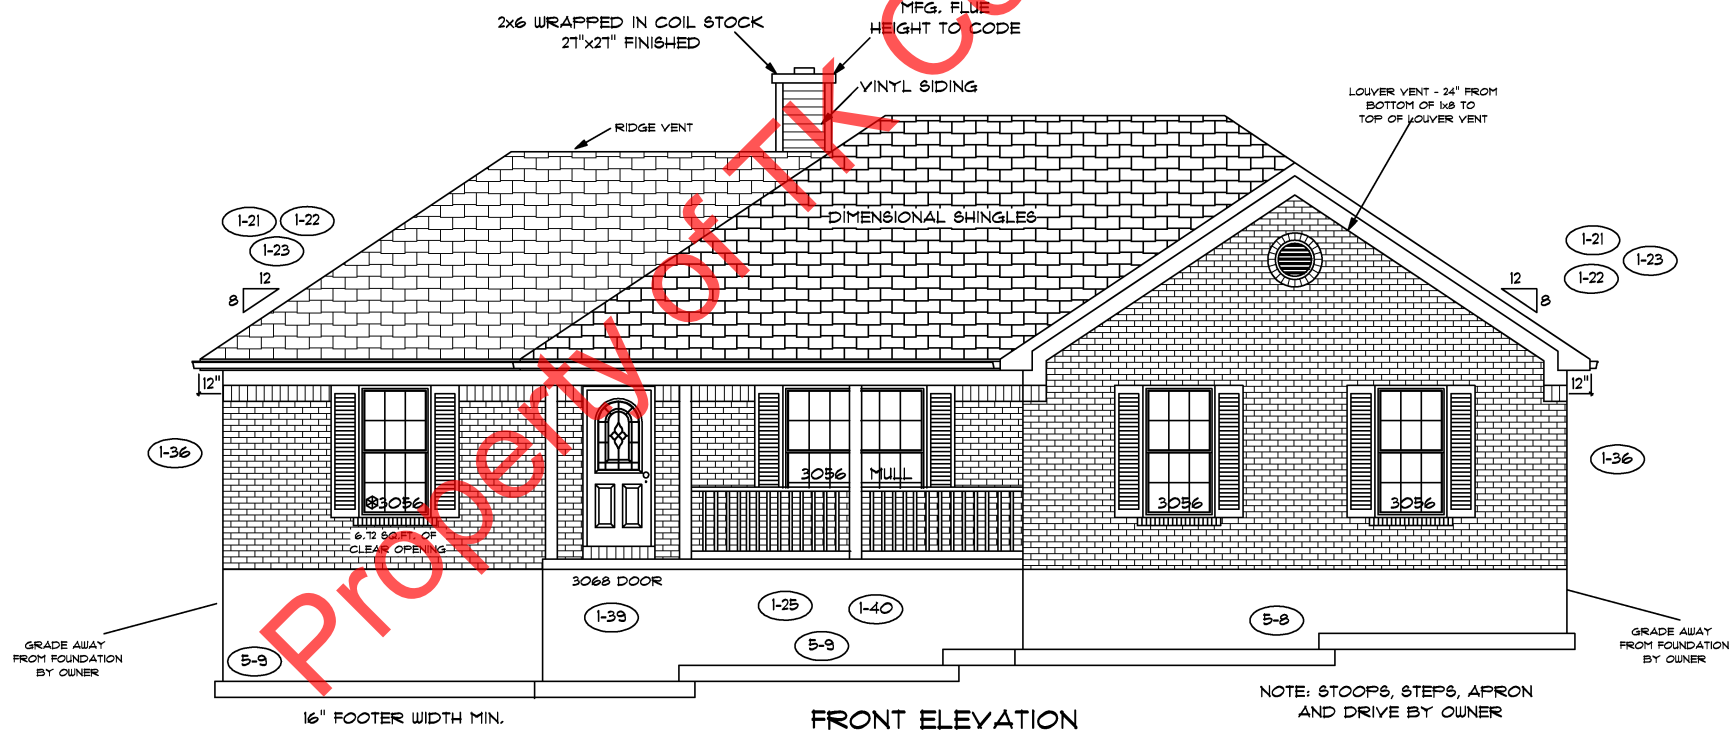 2x6 WRAPPED IN COIL STOCK
27"x27" FINISHED
MFG. FLUE
HEIGHT TO CODE
VINYL SIDING
RIDGE VENT
LOUVER VENT - 24" FROM
BOTTOM OF 1x8 TO
TOP OF LOUVER VENT
DIMENSIONAL SHINGLES
1-21
1-22
1-23
12
8
1-21
1-23
1-22
12
8
12"
12"
1-36
1-36
3056
6.72 SQ.FT. OF
CLEAR OPENING
3056 MULL
3056
3056
3068 DOOR
1-39
1-25
1-40
5-9
5-8
5-9
GRADE AWAY
FROM FOUNDATION
BY OWNER
GRADE AWAY
FROM FOUNDATION
BY OWNER
16" FOOTER WIDTH MIN.
FRONT ELEVATION
NOTE: STOOPS, STEPS, APRON
AND DRIVE BY OWNER
Property of TK